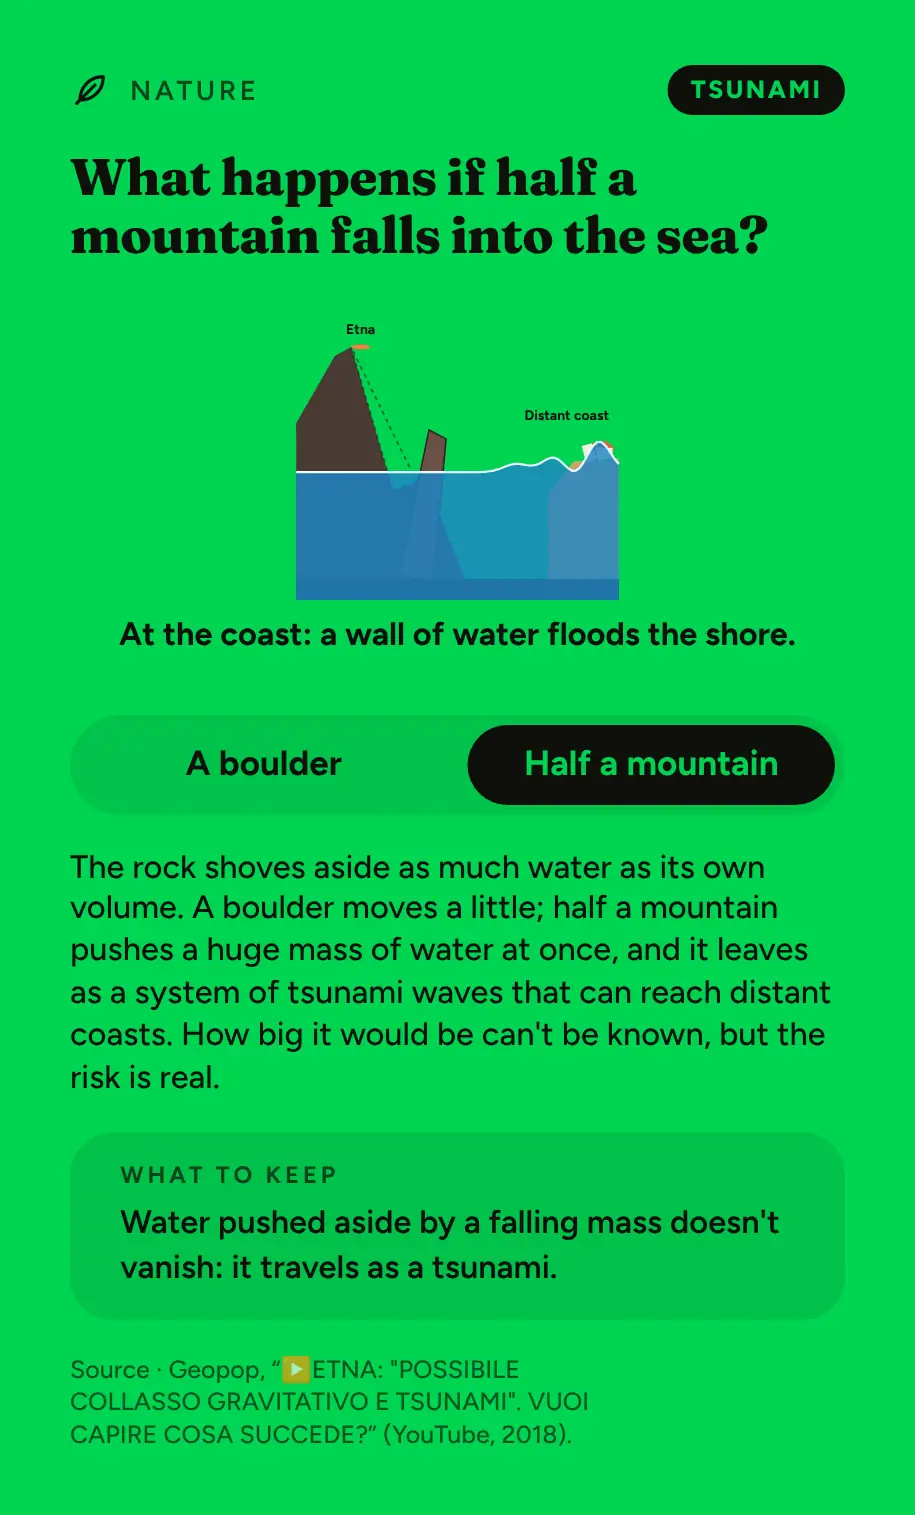 NATURE
TSUNAMI
What happens if half a
mountain falls into the sea?
Etna
Distant coast
At the coast: a wall of water floods the shore.
A boulder
Half a mountain
The rock shoves aside as much water as its own
volume. A boulder moves a little; half a mountain
pushes a huge mass of water at once, and it leaves
as a system of tsunami waves that can reach distant
coasts. How big it would be can't be known, but the
risk is real.
WHAT TO KEEP
Water pushed aside by a falling mass doesn't
vanish: it travels as a tsunami.
Source · Geopop, “▶️ETNA: "POSSIBILE
COLLASSO GRAVITATIVO E TSUNAMI". VUOI
CAPIRE COSA SUCCEDE?” (YouTube, 2018).